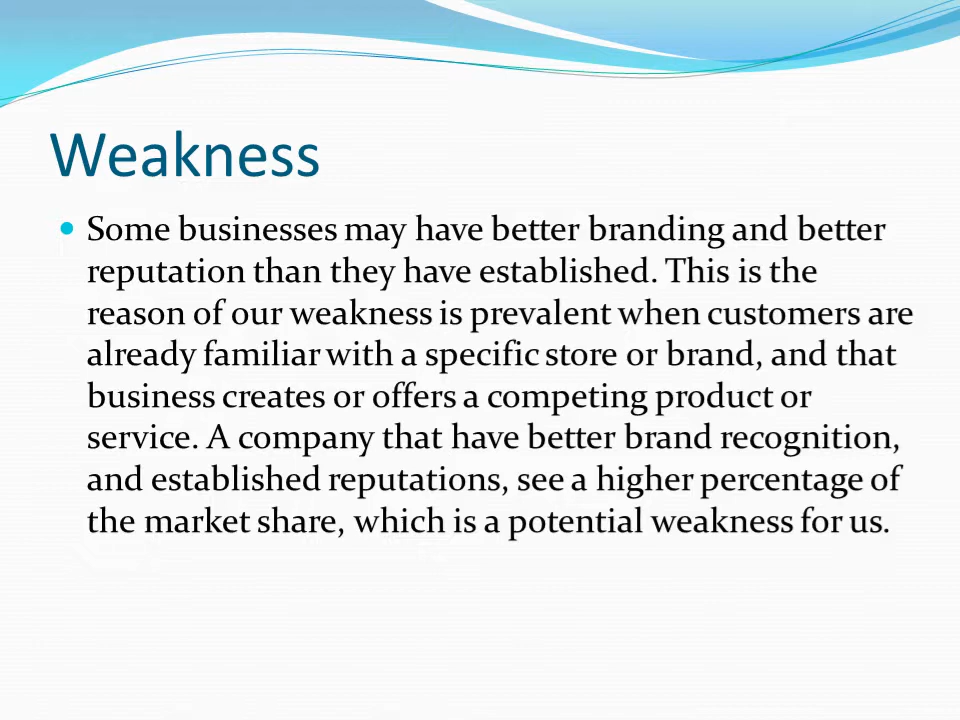 Weakness
• Some businesses may have better branding and better
reputation than they have established. This is the
reason of our weakness is prevalent when customers are
already familiar with a specific store or brand, and that
business creates or offers a competing product or
service. A company that have better brand recognition,
and established reputations, see a higher percentage of
the market share, which is a potential weakness for us.